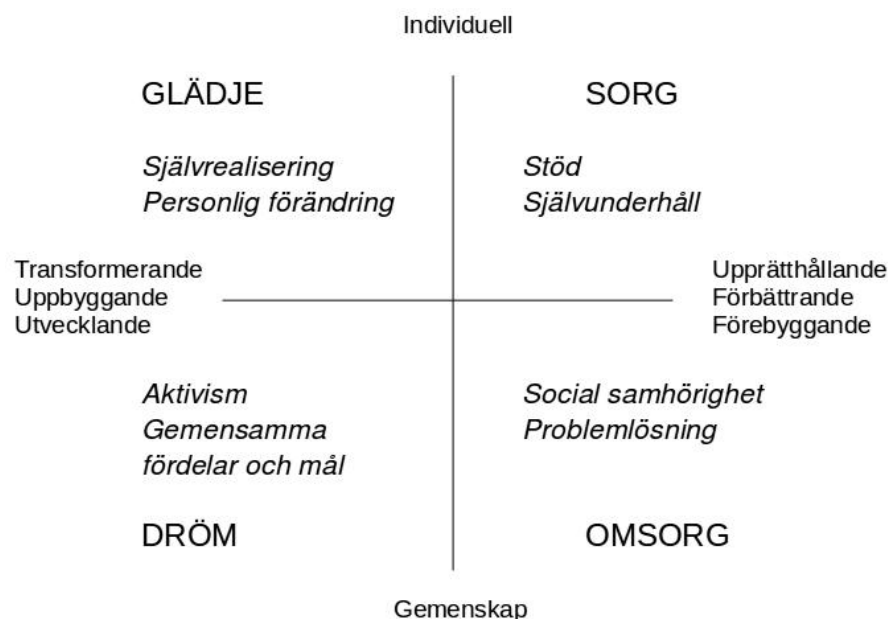 Individuell
GLÄDJE
SORG
Självrealisering
Personlig förändring
Stöd
Självunderhåll
Transformerande
Uppbyggande
Utvecklande
Upprätthållande
Förbättrande
Förebyggande
Aktivism
Gemensamma
fördelar och mål
Social samhörighet
Problemlösning
DRÖM
OMSORG
Gemenskap